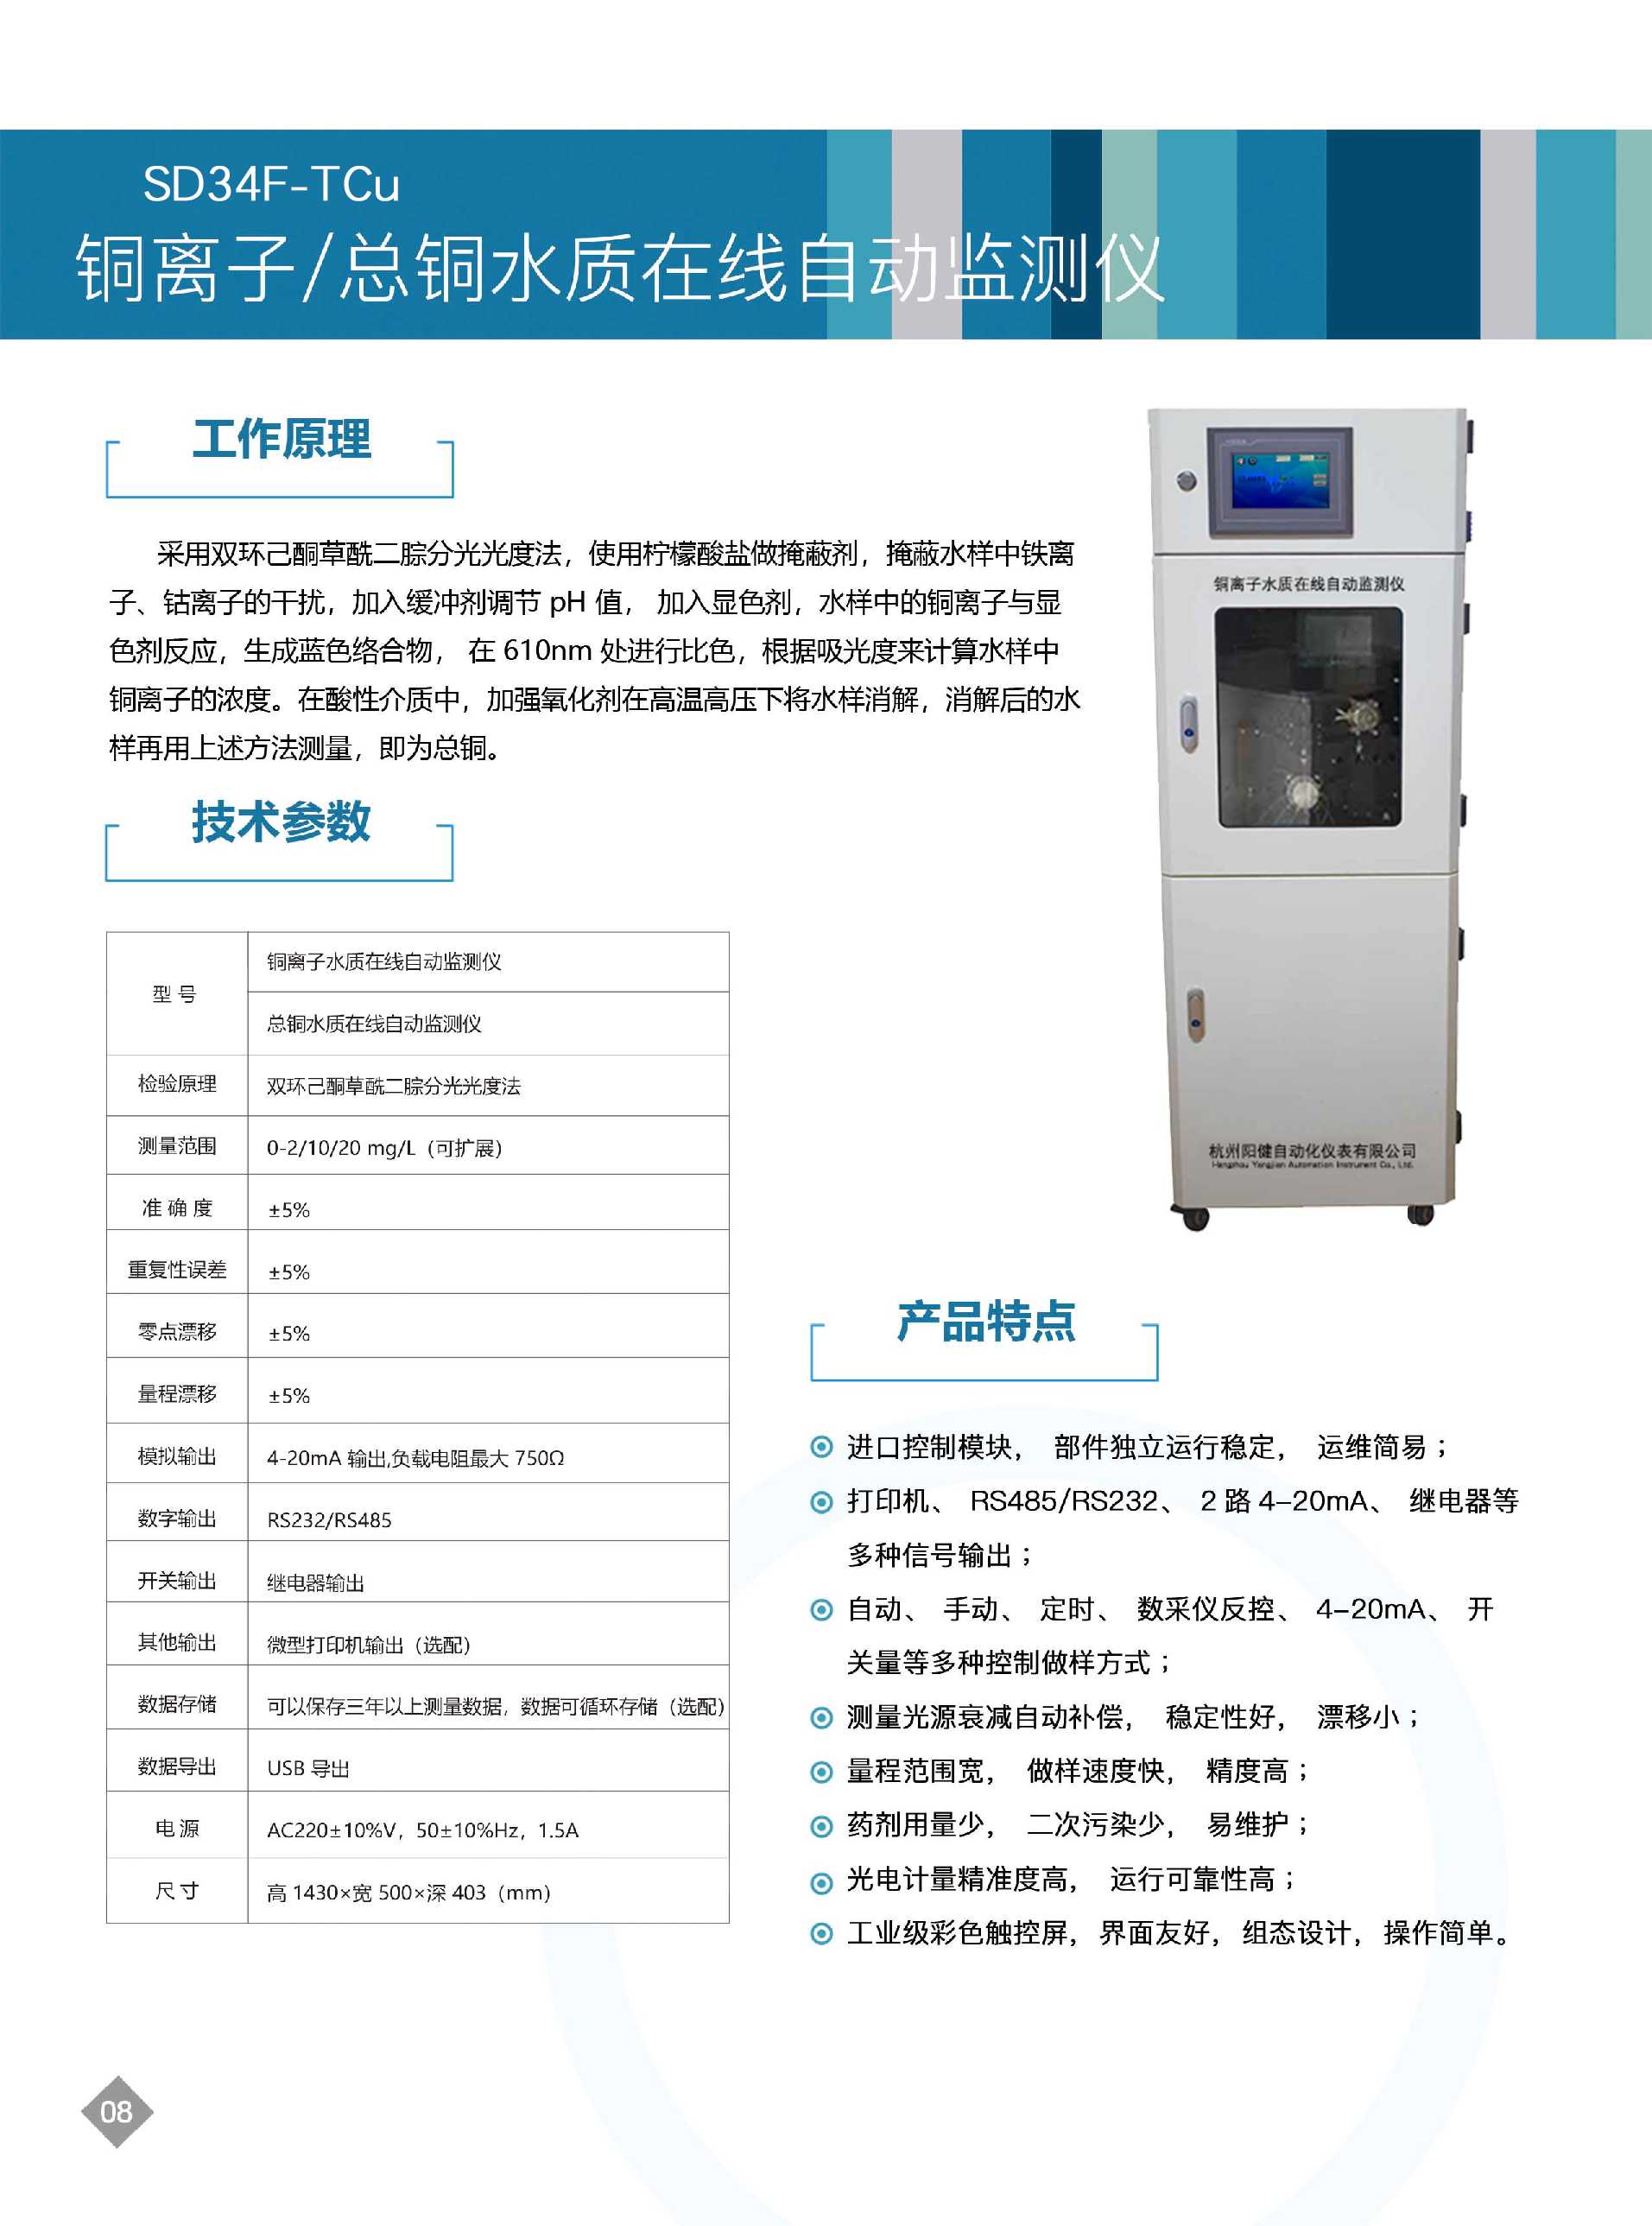 SD34F-TCu
铜离子/总铜水质在线自动监测仪
工作原理
采用双环己酮草酰二腙分光光度法，使用柠檬酸盐做掩蔽剂，掩蔽水样中铁离
子、钴离子的干扰，加入缓冲剂调节 pH 值， 加入显色剂，水样中的铜离子与显
色剂反应，生成蓝色络合物， 在 610nm 处进行比色，根据吸光度来计算水样中
铜离子的浓度。在酸性介质中，加强氧化剂在高温高压下将水样消解，消解后的水
样再用上述方法测量，即为总铜。
铜离子水质在线自动监测仪
杭州阳健自动化仪表有限公司
Hangzhou Yangjian Automation Instrument Co., Ltd.
技术参数
型 号
铜离子水质在线自动监测仪
总铜水质在线自动监测仪
检验原理 双环己酮草酰二腙分光光度法
测量范围 0-2/10/20 mg/L（可扩展）
准 确 度 ±5%
重复性误差 ±5%
零点漂移 ±5%
量程漂移 ±5%
模拟输出 4-20mA 输出,负载电阻最大 750Ω
数字输出 RS232/RS485
开关输出 继电器输出
其他输出 微型打印机输出（选配）
数据存储 可以保存三年以上测量数据，数据可循环存储（选配）
数据导出 USB 导出
电 源 AC220±10%V，50±10%Hz，1.5A
尺 寸 高 1430×宽 500×深 403（mm）
产品特点
进口控制模块， 部件独立运行稳定， 运维简易；
打印机、 RS485/RS232、 2 路 4-20mA、 继电器等
多种信号输出；
自动、 手动、 定时、 数采仪反控、 4-20mA、 开
关量等多种控制做样方式；
测量光源衰减自动补偿， 稳定性好， 漂移小；
量程范围宽， 做样速度快， 精度高；
药剂用量少， 二次污染少， 易维护；
光电计量精准度高， 运行可靠性高；
工业级彩色触控屏，界面友好，组态设计，操作简单。
08